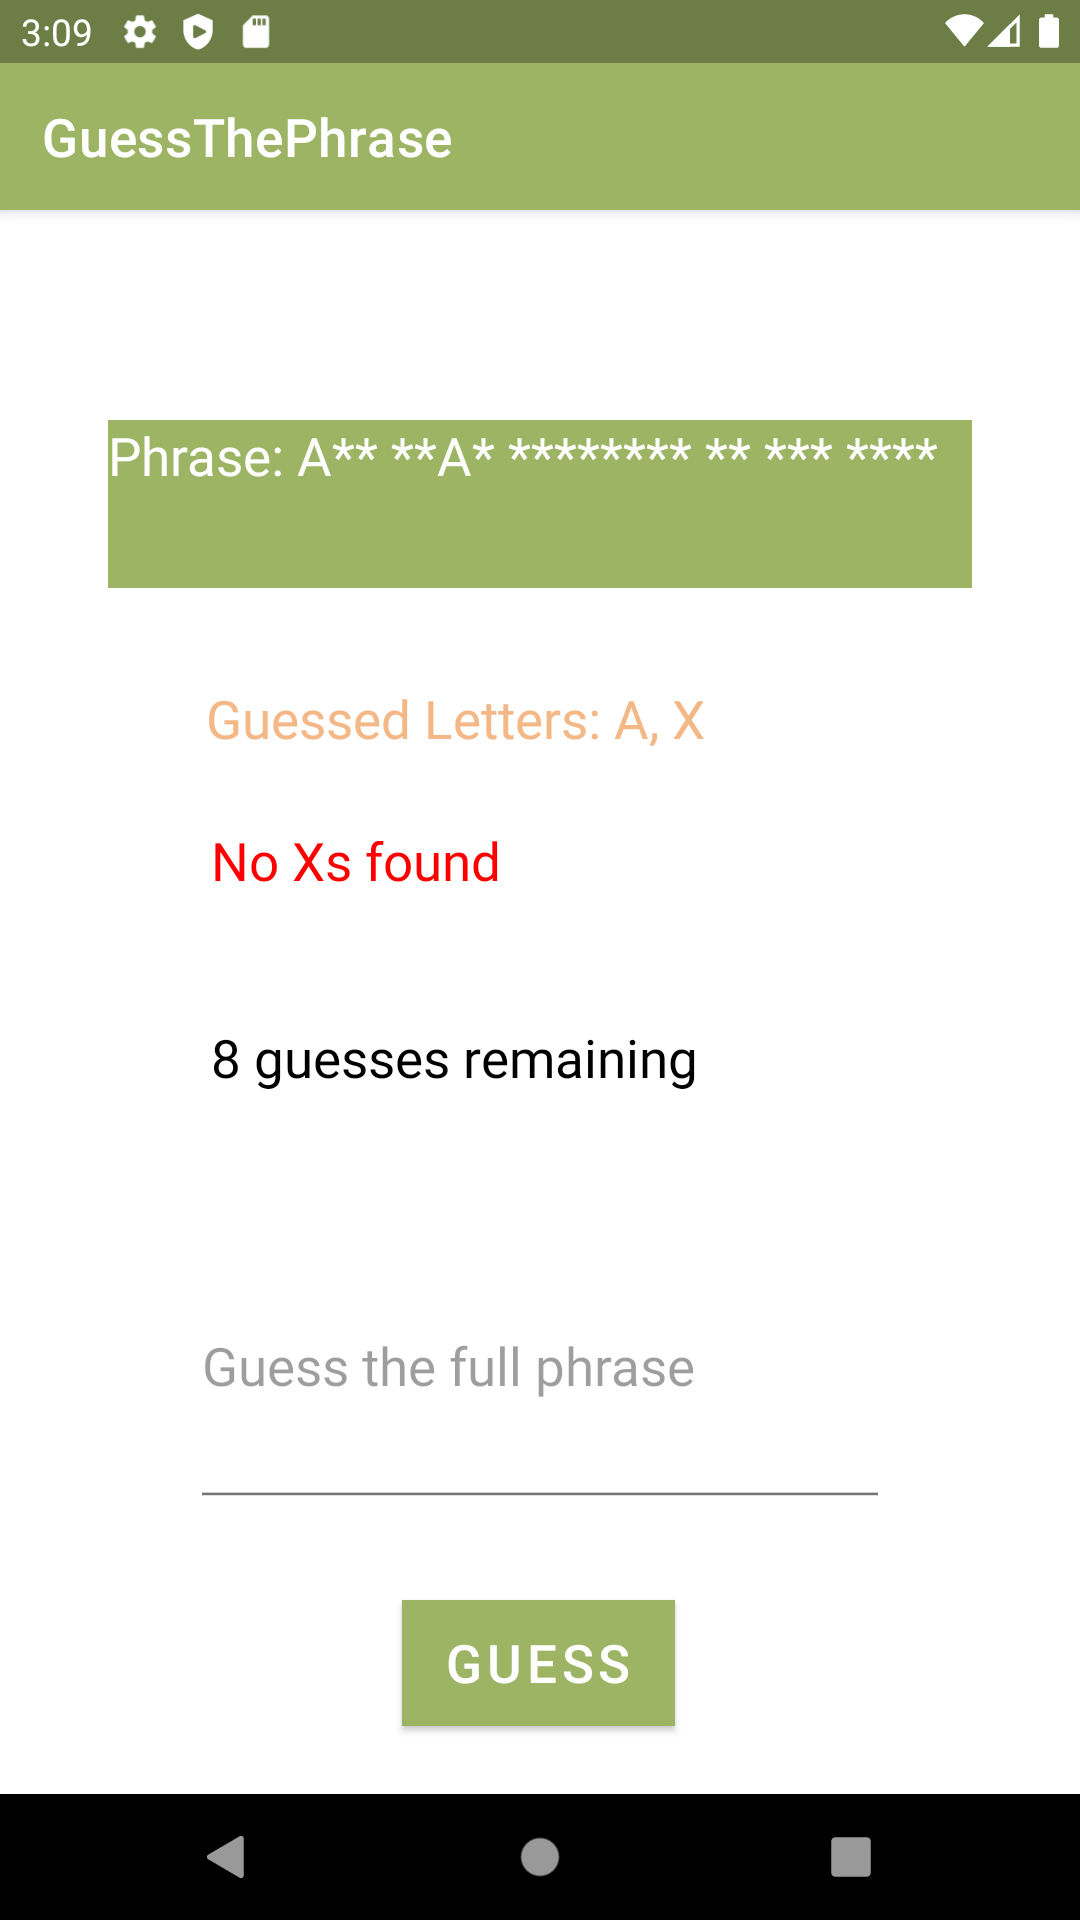 3:09
GuessThePhrase
Phrase: A** **A* ******** ** *** ****
Guessed Letters: A, X
No Xs found
8 guesses remaining
Guess the full phrase
GUESS